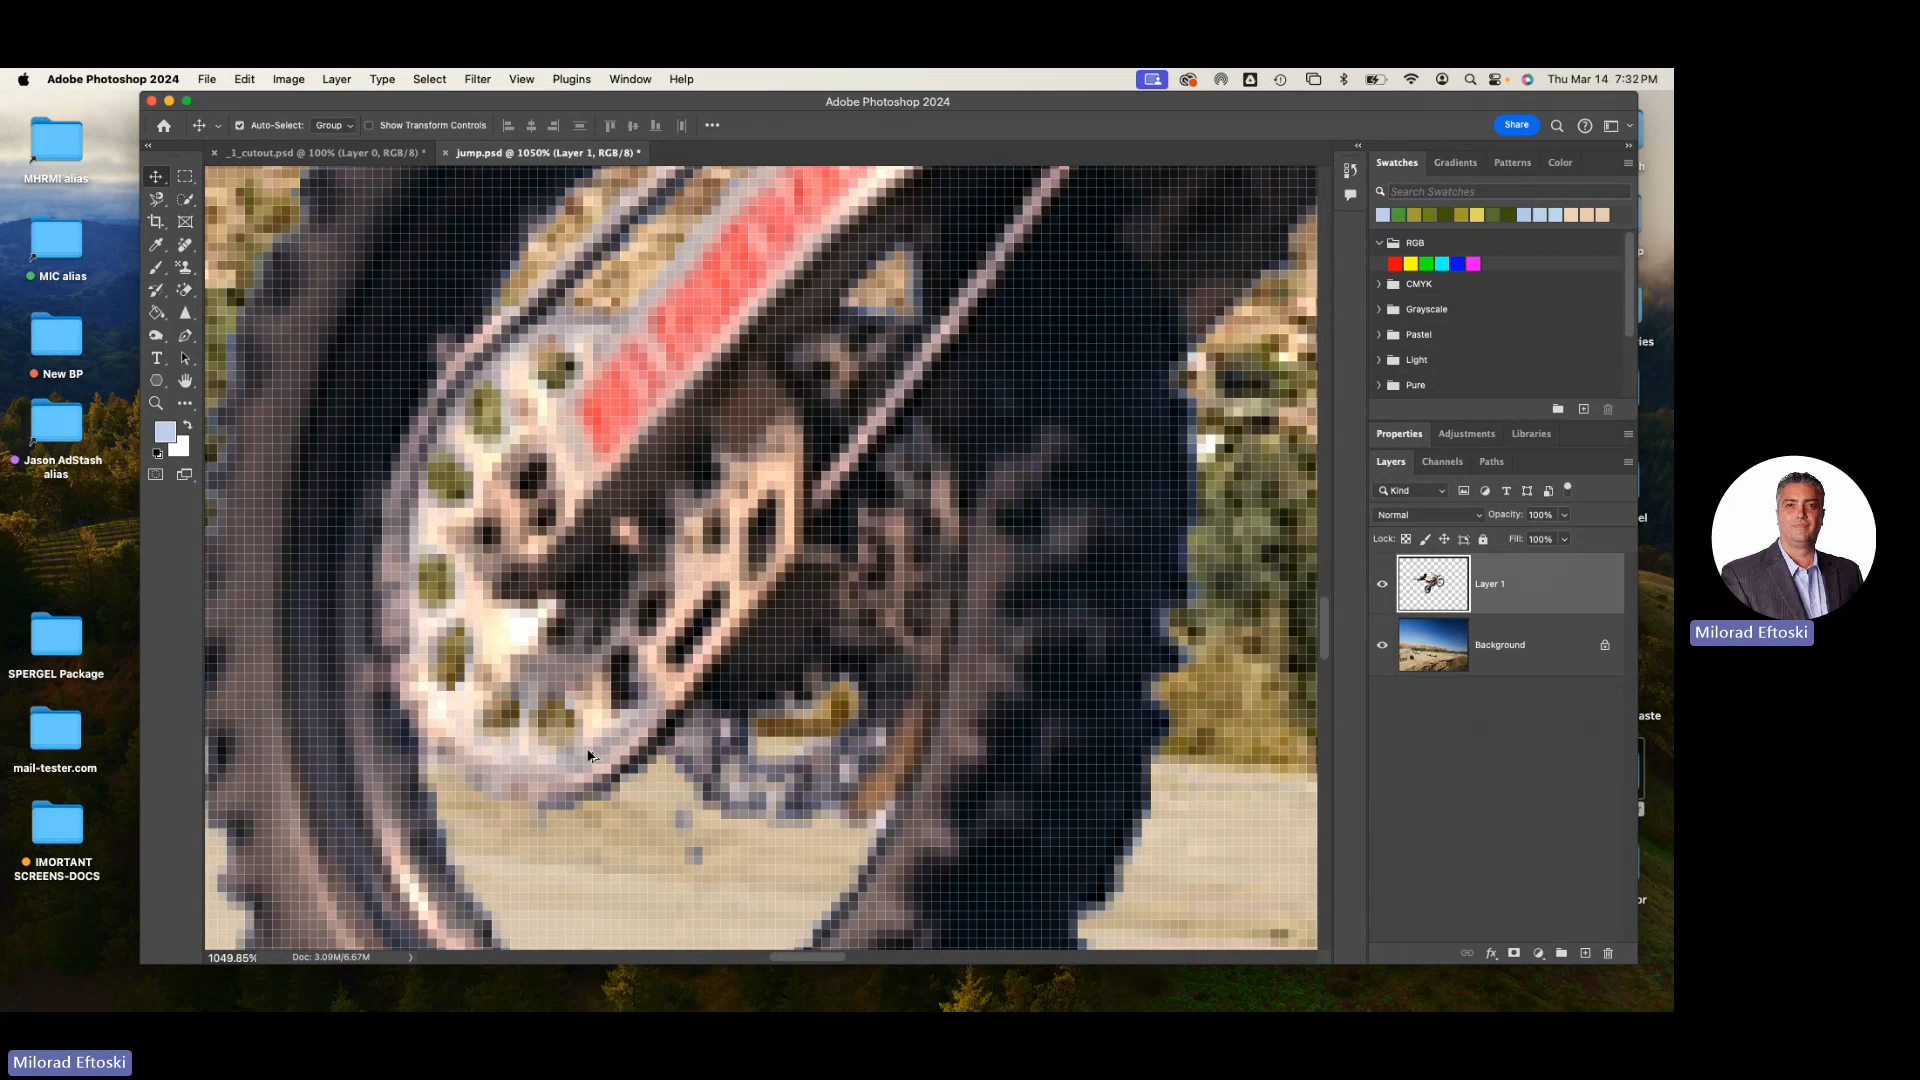 Adobe Photoshop 2024 File Edit Image Layer Type Select Filter View Plugins Window Help Thu Mar 14 7:32 PM
Adobe Photoshop 2024
Auto-Select: Group Show Transform Controls ••• Share
_1_cutout.psd @ 100% (Layer 0, RGB/8) * jump.psd @ 1050% (Layer 1, RGB/8) *
MHRMI alias
MIC alias
New BP
Jason AdStash
alias
SPERGEL Package
mail-tester.com
IMORTANT
SCREENS-DOCS
Swatches Gradients Patterns Color
Search Swatches
RGB
CMYK
Grayscale
Pastel
Light
Pure
Properties Adjustments Libraries
Layers Channels Paths
Kind
Normal Opacity: 100%
Lock: Fill: 100%
Layer 1
Background
1049.85% Doc: 3.09M/6.67M
Milorad Eftoski
Milorad Eftoski